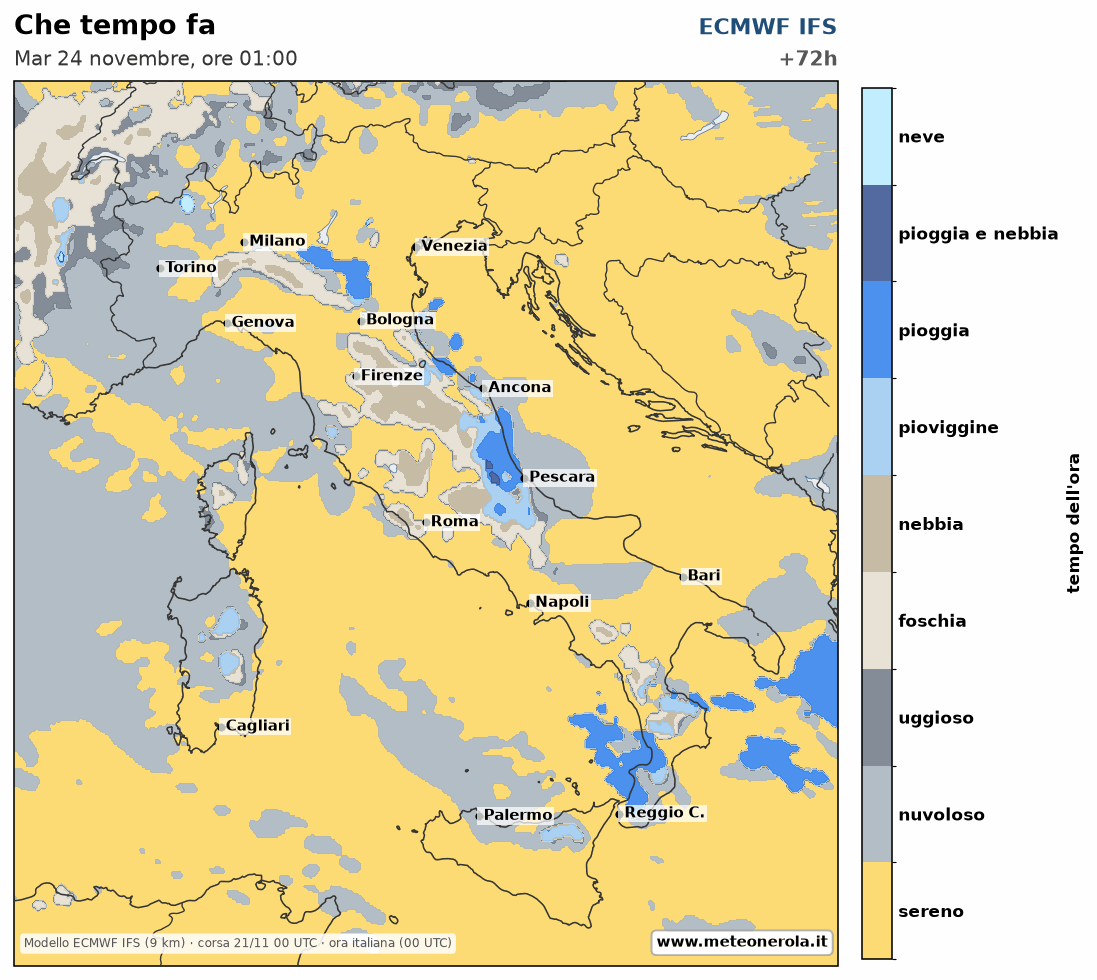 Che tempo fa
ECMWF IFS
Mar 24 novembre, ore 01:00
+72h
neve
pioggia e nebbia
pioggia
pioviggine
nebbia
foschia
uggioso
nuvoloso
sereno
tempo dell'ora
Milano
Venezia
Torino
Genova
Bologna
Firenze
Ancona
Pescara
Roma
Bari
Napoli
Cagliari
Palermo
Reggio C.
Modello ECMWF IFS (9 km) · corsa 21/11 00 UTC · ora italiana (00 UTC)
www.meteonerola.it